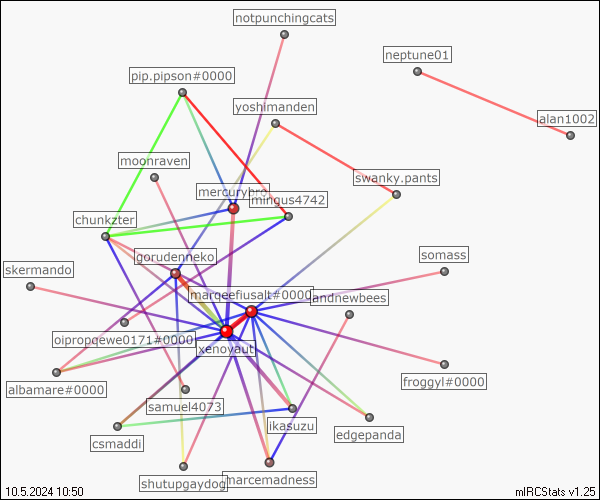 notpunchingcats
neptune01
pip.pipson#0000
yoshimanden
alan1002
moonraven
swanky.pants
mercurybro
mingus4742
chunkzter
gorudenneko
somass
skermando
marqeefiusalt#0000
andnewbees
oipropqewe0171#0000
xenoyaut
albamare#0000
froggyl#0000
samuel4073
ikasuzu
edgepanda
csmaddi
shutupgaydog
marcemadness
10.5.2024 10:50
mIRCStats v1.25